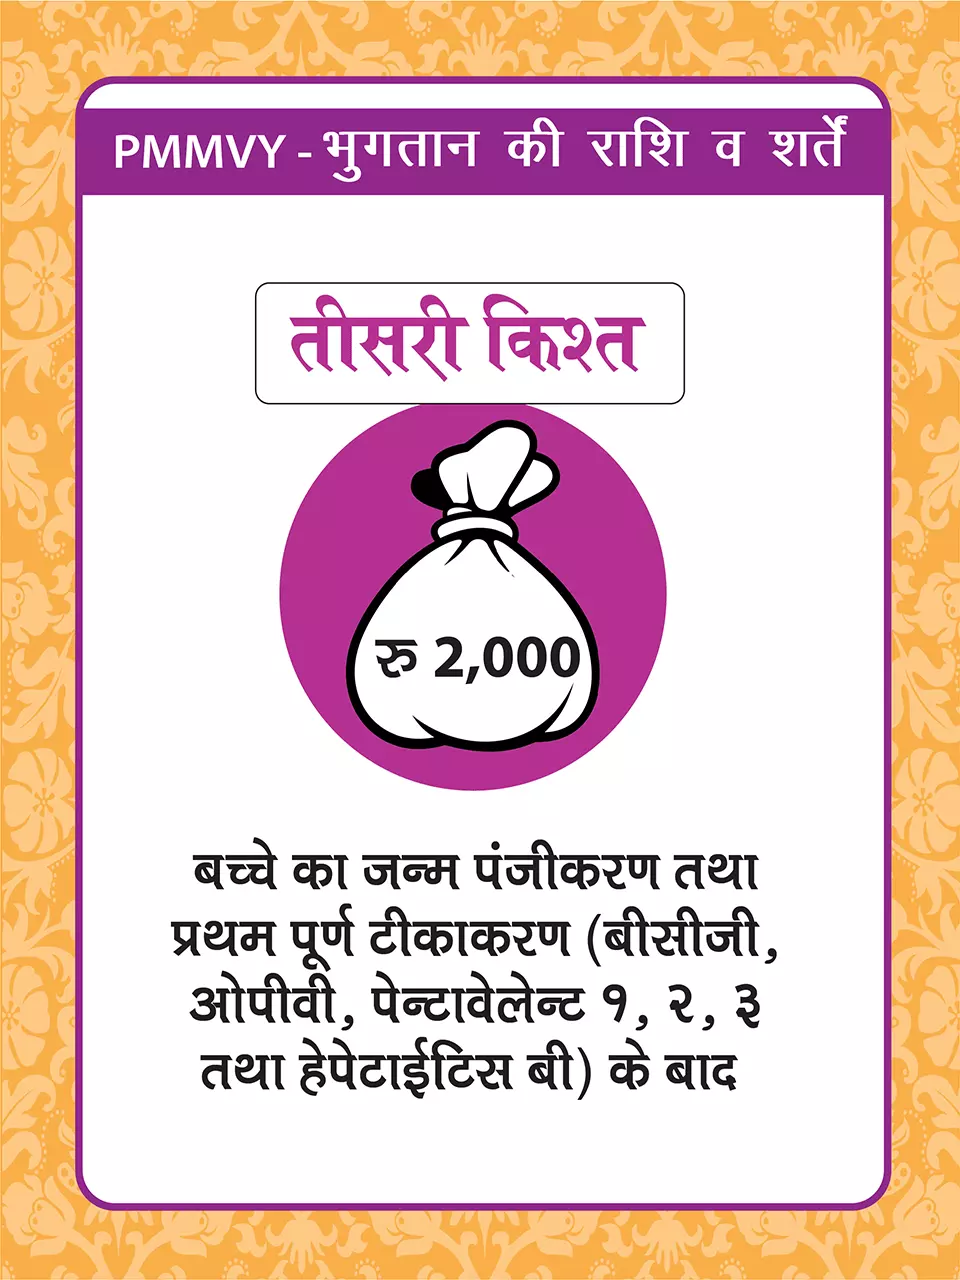 PMMVY - भुगतान की राशि व शर्तें
तीसरी किश्त
रु 2,000
बच्चे का जन्म पंजीकरण तथा
प्रथम पूर्ण टीकाकरण (बीसीजी,
ओपीवी, पेन्टावेलेन्ट १, २, ३
तथा हेपेटाईटिस बी) के बाद